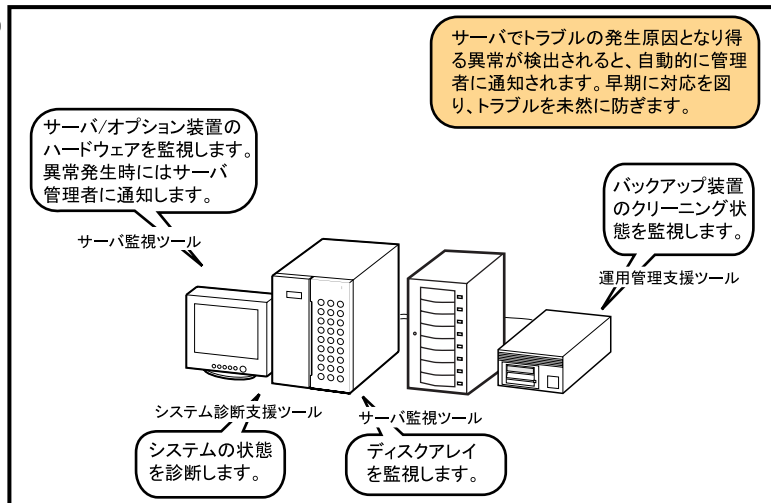 サーバでトラブルの発生原因となり得
る異常が検出されると、自動的に管理
者に通知されます。早期に対応を図
り、トラブルを未然に防ぎます。
サーバ/オプション装置の
ハードウェアを監視します。
異常発生時にはサーバ
管理者に通知します。
サーバ監視ツール
バックアップ装置
のクリーニング状
態を監視します。
運用管理支援ツール
システム診断支援ツール
システムの状態
を診断します。
サーバ監視ツール
ディスクアレイ
を監視します。